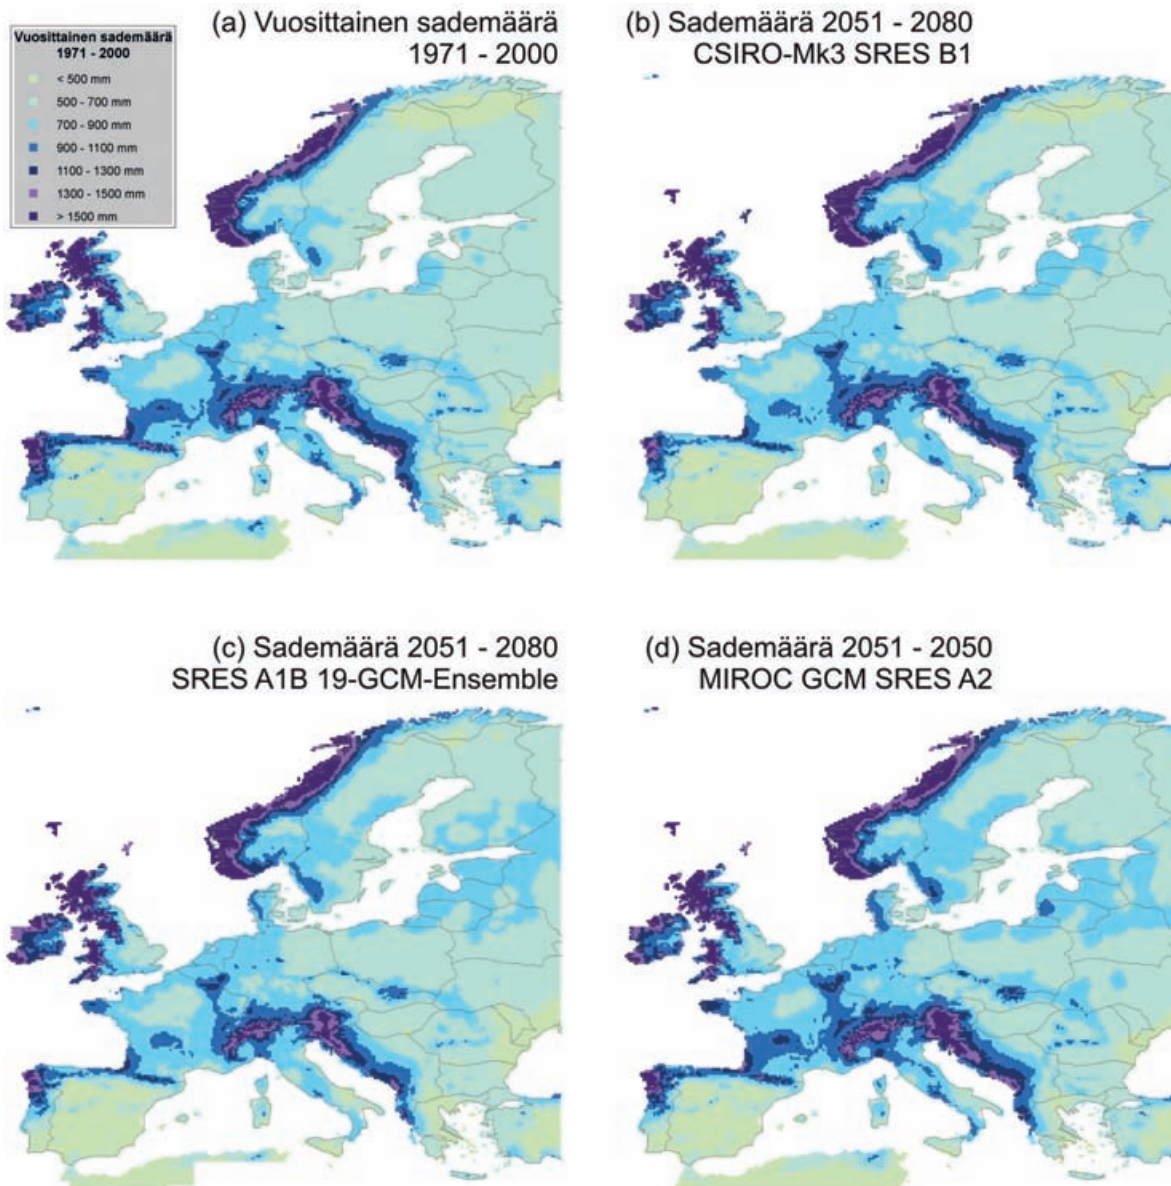 (a) Vuosittainen sademäärä
1971 - 2000
(b) Sademäärä 2051 - 2080
CSIRO-Mk3 SRES B1
Vuosittainen sademäärä
1971 - 2000
< 500 mm
500 - 700 mm
700 - 900 mm
900 - 1100 mm
1100 - 1300 mm
1300 - 1500 mm
> 1500 mm
(c) Sademäärä 2051 - 2080
SRES A1B 19-GCM-Ensemble
(d) Sademäärä 2051 - 2050
MIROC GCM SRES A2